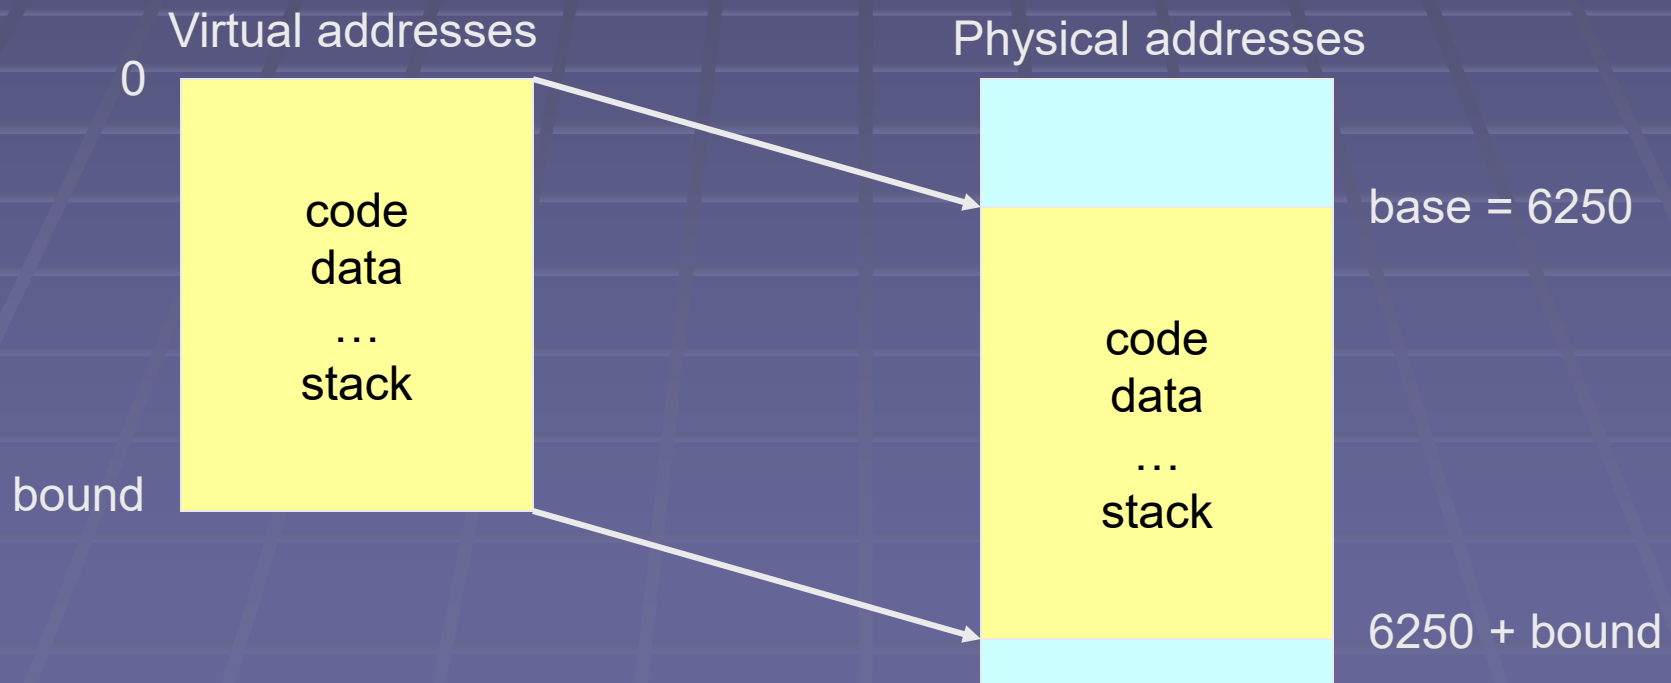 Virtual addresses
0
code
data
…
stack
bound
Physical addresses
base = 6250
code
data
…
stack
6250 + bound